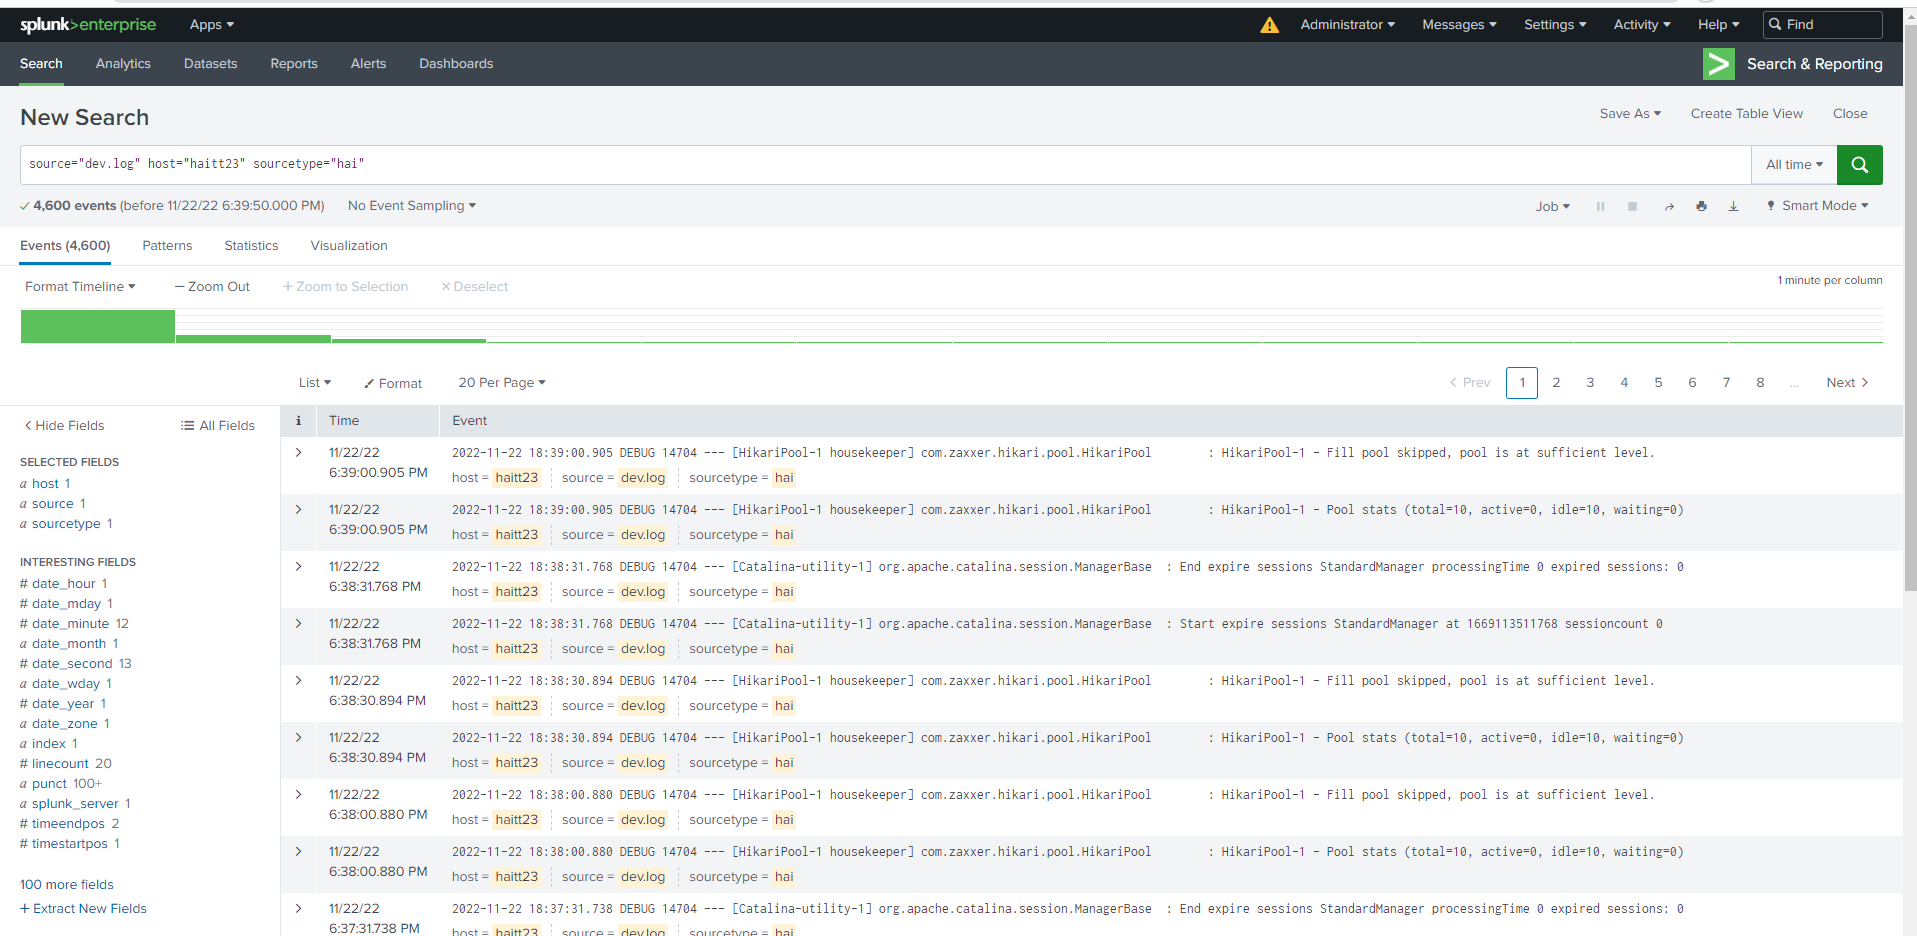 splunk>enterprise Apps Administrator Messages Settings Activity Help Find
Search Analytics Datasets Reports Alerts Dashboards Search & Reporting
New Search Save As Create Table View Close
source="dev.log" host="haitt23" sourcetype="hai" All time
4,600 events (before 11/22/22 6:39:50.000 PM) No Event Sampling Job Smart Mode
Events (4,600) Patterns Statistics Visualization
Format Timeline — Zoom Out + Zoom to Selection × Deselect 1 minute per column
List Format 20 Per Page < Prev 1 2 3 4 5 6 7 8 ... Next >
< Hide Fields All Fields
SELECTED FIELDS
a host 1
a source 1
a sourcetype 1
INTERESTING FIELDS
# date_hour 1
# date_mday 1
# date_minute 12
a date_month 1
# date_second 13
a date_wday 1
# date_year 1
a date_zone 1
a index 1
# linecount 20
a punct 100+
a splunk_server 1
# timeendpos 2
# timestartpos 1
100 more fields
+ Extract New Fields
i Time Event
> 11/22/22 2022-11-22 18:39:00.905 DEBUG 14704 --- [HikariPool-1 housekeeper] com.zaxxer.hikari.pool.HikariPool : HikariPool-1 - Fill pool skipped, pool is at sufficient level.
6:39:00.905 PM host = haitt23 source = dev.log sourcetype = hai
> 11/22/22 2022-11-22 18:39:00.905 DEBUG 14704 --- [HikariPool-1 housekeeper] com.zaxxer.hikari.pool.HikariPool : HikariPool-1 - Pool stats (total=10, active=0, idle=10, waiting=0)
6:39:00.905 PM host = haitt23 source = dev.log sourcetype = hai
> 11/22/22 2022-11-22 18:38:31.768 DEBUG 14704 --- [Catalina-utility-1] org.apache.catalina.session.ManagerBase : End expire sessions StandardManager processingTime 0 expired sessions: 0
6:38:31.768 PM host = haitt23 source = dev.log sourcetype = hai
> 11/22/22 2022-11-22 18:38:31.768 DEBUG 14704 --- [Catalina-utility-1] org.apache.catalina.session.ManagerBase : Start expire sessions StandardManager at 1669113511768 sessioncount 0
6:38:31.768 PM host = haitt23 source = dev.log sourcetype = hai
> 11/22/22 2022-11-22 18:38:30.894 DEBUG 14704 --- [HikariPool-1 housekeeper] com.zaxxer.hikari.pool.HikariPool : HikariPool-1 - Fill pool skipped, pool is at sufficient level.
6:38:30.894 PM host = haitt23 source = dev.log sourcetype = hai
> 11/22/22 2022-11-22 18:38:30.894 DEBUG 14704 --- [HikariPool-1 housekeeper] com.zaxxer.hikari.pool.HikariPool : HikariPool-1 - Pool stats (total=10, active=0, idle=10, waiting=0)
6:38:30.894 PM host = haitt23 source = dev.log sourcetype = hai
> 11/22/22 2022-11-22 18:38:00.880 DEBUG 14704 --- [HikariPool-1 housekeeper] com.zaxxer.hikari.pool.HikariPool : HikariPool-1 - Fill pool skipped, pool is at sufficient level.
6:38:00.880 PM host = haitt23 source = dev.log sourcetype = hai
> 11/22/22 2022-11-22 18:38:00.880 DEBUG 14704 --- [HikariPool-1 housekeeper] com.zaxxer.hikari.pool.HikariPool : HikariPool-1 - Pool stats (total=10, active=0, idle=10, waiting=0)
6:38:00.880 PM host = haitt23 source = dev.log sourcetype = hai
> 11/22/22 2022-11-22 18:37:31.738 DEBUG 14704 --- [Catalina-utility-1] org.apache.catalina.session.ManagerBase : End expire sessions StandardManager processingTime 0 expired sessions: 0
6:37:31.738 PM host = haitt23 source = dev.log sourcetype = hai